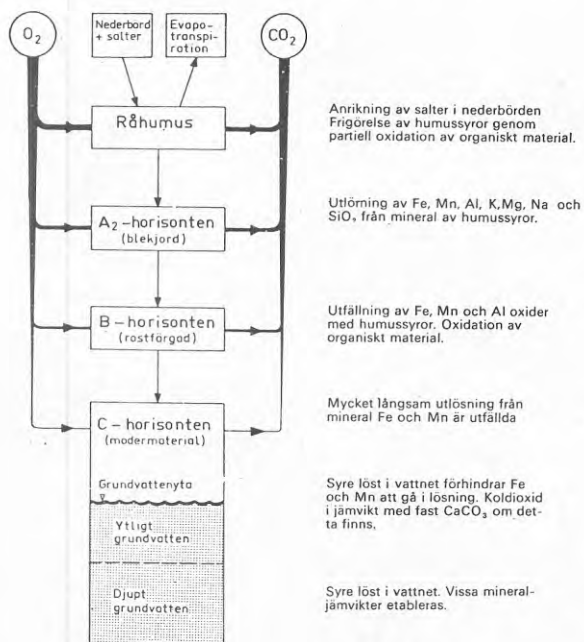 O₂
Nederbörd
+ salter
Evapo-
transpi-
ration
CO₂
Råhumus
Anrikning av salter i nederbörden
Frigörelse av humussyror genom
partiell oxidation av organiskt material.
A₂-horisonten
(blekjord)
Utlörning av Fe, Mn, Al, K,Mg, Na och
SiO₂ från mineral av humussyror.
B-horisonten
(rostfärgad)
Utfällning av Fe, Mn och Al oxider
med humussyror. Oxidation av
organiskt material.
C-horisonten
(modermaterial)
Mycket långsam utlösning från
mineral Fe och Mn är utfällda
Grundvattenyta
Syre löst i vattnet förhindrar Fe
och Mn att gå i lösning. Koldioxid
i jämvikt med fast CaCO₃ om det-
ta finns,
Ytligt
grundvatten
Djupt
grundvatten
Syre löst i vattnet. Vissa mineral-
jämvikter etableras.